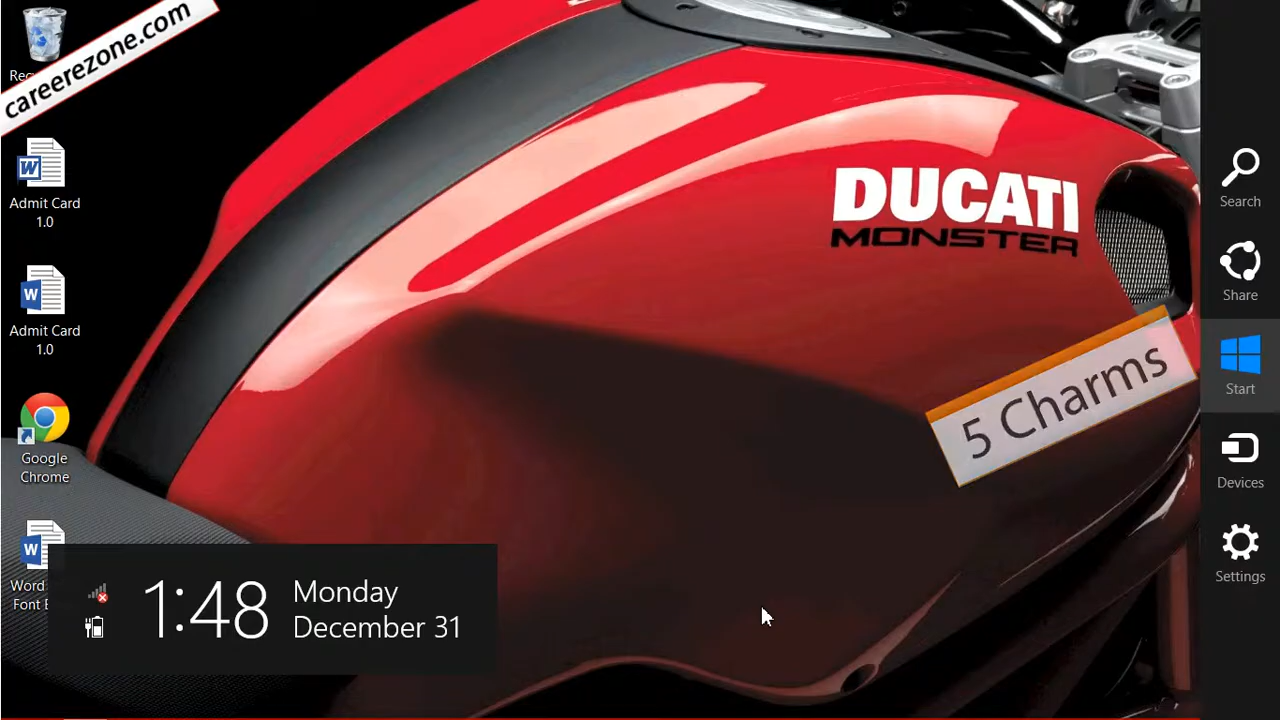 careerezone.com
Admit Card
1.0
Admit Card
1.0
Google
Chrome
Word
DUCATI
MONSTER
5 Charms
Search
Share
Start
Devices
Settings
1:48
Monday
December 31